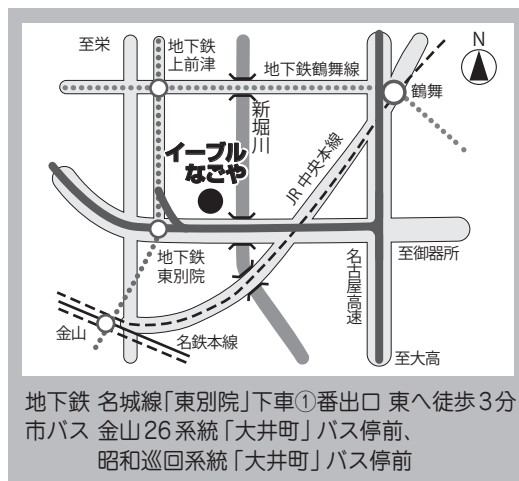 至栄
地下鉄
上前津
地下鉄鶴舞線
N
鶴舞
新堀川
イーブル
なごや
JR中央本線
地下鉄
東別院
名古屋高速
至御器所
金山
名鉄本線
至大高
地下鉄 名城線「東別院」下車①番出口 東へ徒歩3分
市バス 金山26系統「大井町」バス停前、
昭和巡回系統「大井町」バス停前